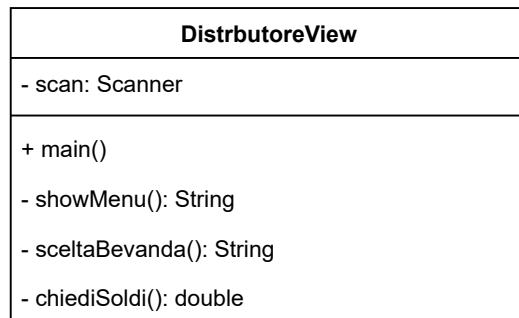 DistrbutoreView
- scan: Scanner
+ main()
- showMenu(): String
- sceltaBevanda(): String
- chiediSoldi(): double